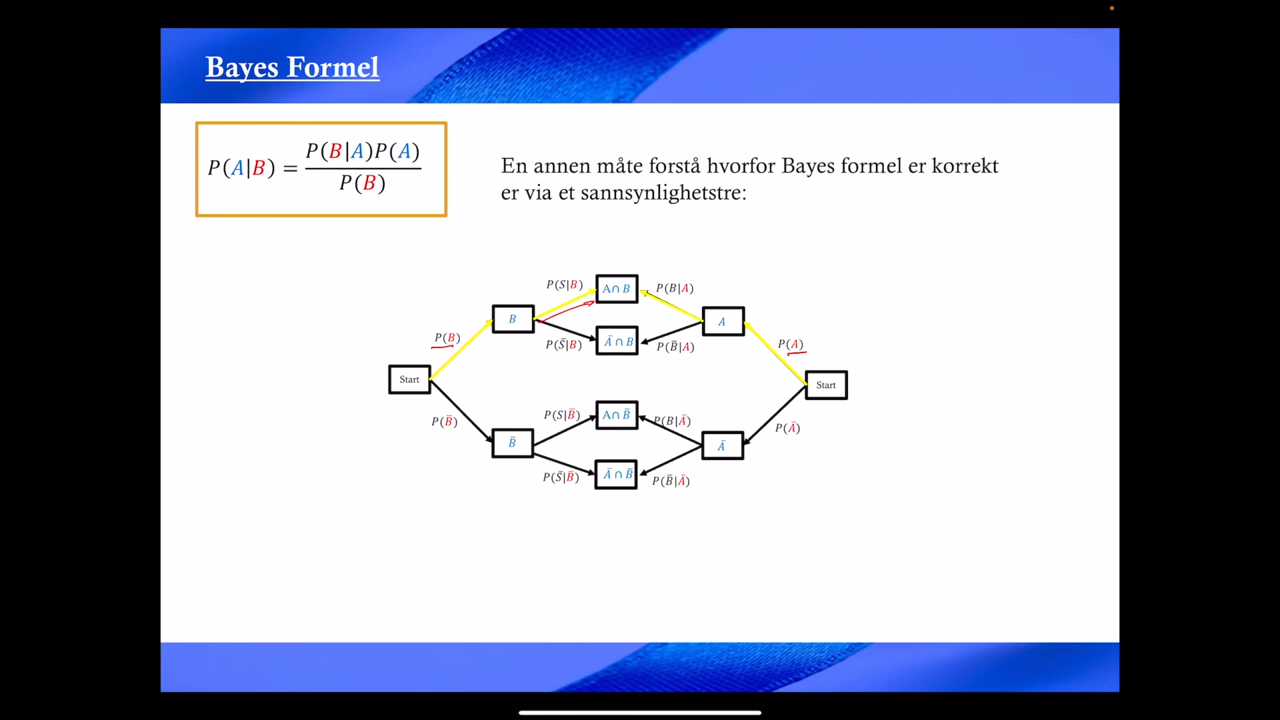 Bayes Formel
P(A|B) = P(B|A)P(A) / P(B)
En annen måte forstå hvorfor Bayes formel er korrekt
er via et sannsynlighetstre:
P(S|B)
A∩ B
P(B|A)
B
A
P(B)
P(S̄|B)
Ā ∩ B
P(B̄|A)
P(A)
Start
Start
P(B̄)
P(S|B̄)
A∩ B̄
P(B|Ā)
P(Ā)
B̄
Ā
P(S̄|B̄)
Ā ∩ B̄
P(B̄|Ā)